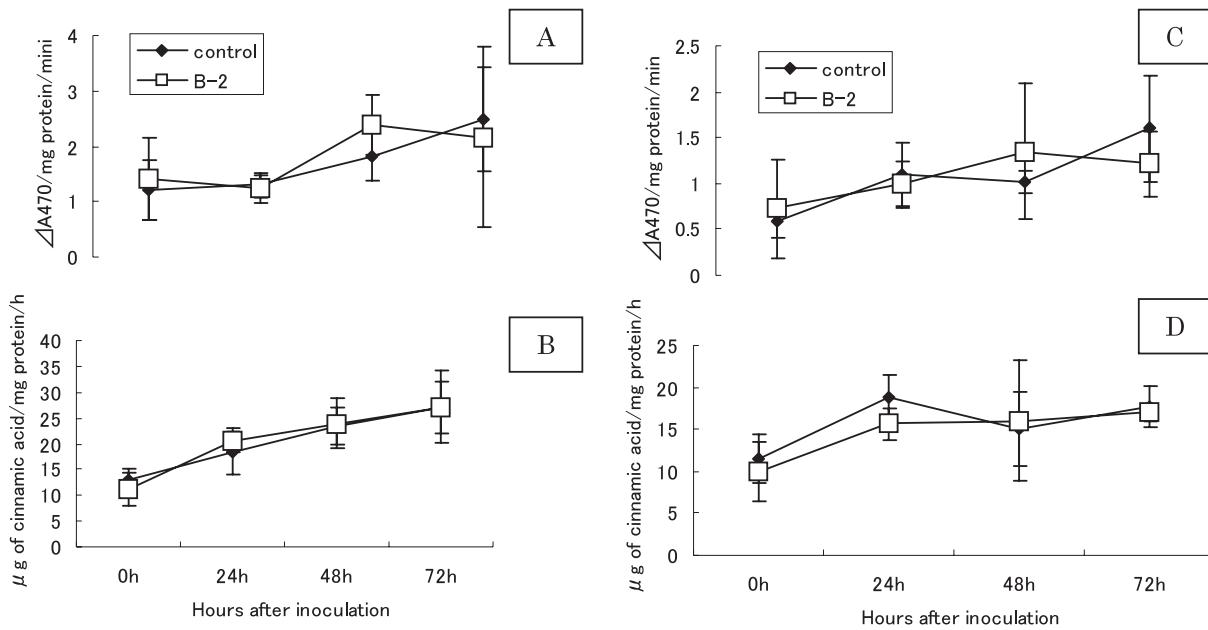 A
4
3
2
1
0
⊿A470/mg protein/mini
control
B-2
C
2.5
2
1.5
1
0.5
0
⊿A470/mg protein/min
control
B-2
B
40
35
30
25
20
15
10
5
0
μg of cinnamic acid/mg protein/h
0h 24h 48h 72h
Hours after inoculation
D
25
20
15
10
5
0
μg of cinnamic acid/mg protein/h
0h 24h 48h 72h
Hours after inoculation